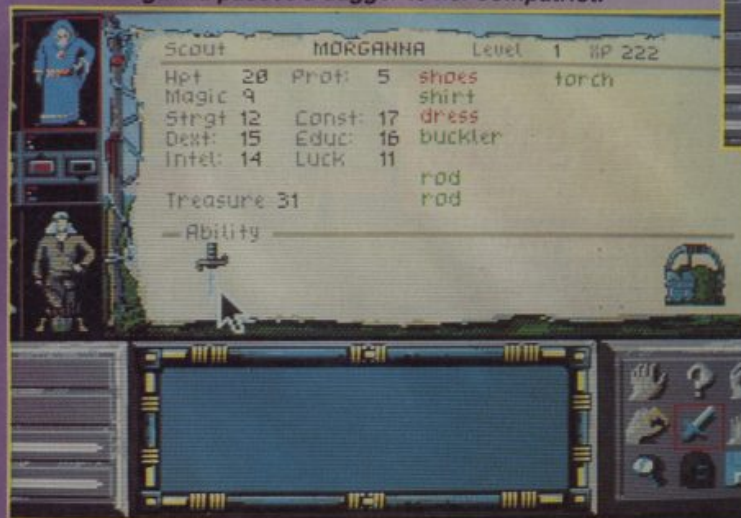 Scout MORGANNA Level 1 XP 222
Hpt 20 Prot: 5 shoes torch
Magic 9 shirt
Strgt 12 Const: 17 dress
Dext: 15 Educ: 16 buckler
Intel: 14 Luck 11
rod
Treasure 31 rod
Ability